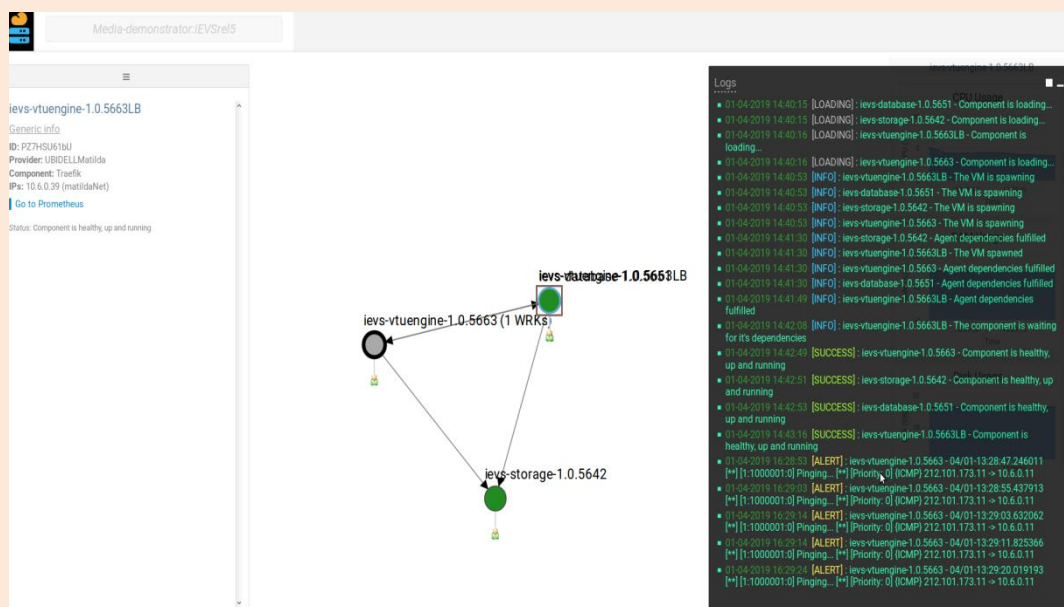 Media-demonstrator:iEVSrel5
ievs-vtuengine-1.0.5663LB
Generic info
ID: PZ7HSU61bU
Provider: UBIDELLMatilda
Component: Traefik
IPs: 10.6.0.39 (matildaNet)
Go to Prometheus
Status: Component is healthy, up and running
ievs-vtuengine-1.0.5663 (1 WRKs)
ievs-storage-1.0.5642
ievs-vtuengine-1.0.5663LB
CPU Usage
Logs
01-04-2019 14:40:15 [LOADING] : ievs-database-1.0.5651 - Component is loading...
01-04-2019 14:40:15 [LOADING] : ievs-storage-1.0.5642 - Component is loading...
01-04-2019 14:40:16 [LOADING] : ievs-vtuengine-1.0.5663LB - Component is
loading...
01-04-2019 14:40:16 [LOADING] : ievs-vtuengine-1.0.5663 - Component is loading...
01-04-2019 14:40:53 [INFO] : ievs-vtuengine-1.0.5663LB - The VM is spawning
01-04-2019 14:40:53 [INFO] : ievs-database-1.0.5651 - The VM is spawning
01-04-2019 14:40:53 [INFO] : ievs-storage-1.0.5642 - The VM is spawning
01-04-2019 14:40:53 [INFO] : ievs-vtuengine-1.0.5663 - The VM is spawning
01-04-2019 14:41:30 [INFO] : ievs-storage-1.0.5642 - Agent dependencies fulfilled
01-04-2019 14:41:30 [INFO] : ievs-vtuengine-1.0.5663LB - The VM spawned
01-04-2019 14:41:30 [INFO] : ievs-vtuengine-1.0.5663 - Agent dependencies fulfilled
01-04-2019 14:41:30 [INFO] : ievs-database-1.0.5651 - Agent dependencies fulfilled
01-04-2019 14:41:49 [INFO] : ievs-vtuengine-1.0.5663LB - Agent dependencies
fulfilled
01-04-2019 14:42:08 [INFO] : ievs-vtuengine-1.0.5663LB - The component is waiting
for it's dependencies
01-04-2019 14:42:49 [SUCCESS] : ievs-vtuengine-1.0.5663 - Component is healthy,
up and running
01-04-2019 14:42:51 [SUCCESS] : ievs-storage-1.0.5642 - Component is healthy, up
and running
01-04-2019 14:42:53 [SUCCESS] : ievs-database-1.0.5651 - Component is healthy,
up and running
01-04-2019 14:43:16 [SUCCESS] : ievs-vtuengine-1.0.5663LB - Component is
healthy, up and running
01-04-2019 16:28:53 [ALERT] : ievs-vtuengine-1.0.5663 - 04/01-13:28:47.246011
[**] [1:1000001:0] Pinging... [**] [Priority: 0] {ICMP} 212.101.173.11 -> 10.6.0.11
01-04-2019 16:29:03 [ALERT] : ievs-vtuengine-1.0.5663 - 04/01-13:28:55.437913
[**] [1:1000001:0] Pinging... [**] [Priority: 0] {ICMP} 212.101.173.11 -> 10.6.0.11
01-04-2019 16:29:14 [ALERT] : ievs-vtuengine-1.0.5663 - 04/01-13:29:03.632062
[**] [1:1000001:0] Pinging... [**] [Priority: 0] {ICMP} 212.101.173.11 -> 10.6.0.11
01-04-2019 16:29:14 [ALERT] : ievs-vtuengine-1.0.5663 - 04/01-13:29:11.825366
[**] [1:1000001:0] Pinging... [**] [Priority: 0] {ICMP} 212.101.173.11 -> 10.6.0.11
01-04-2019 16:29:24 [ALERT] : ievs-vtuengine-1.0.5663 - 04/01-13:29:20.019193
[**] [1:1000001:0] Pinging... [**] [Priority: 0] {ICMP} 212.101.173.11 -> 10.6.0.11